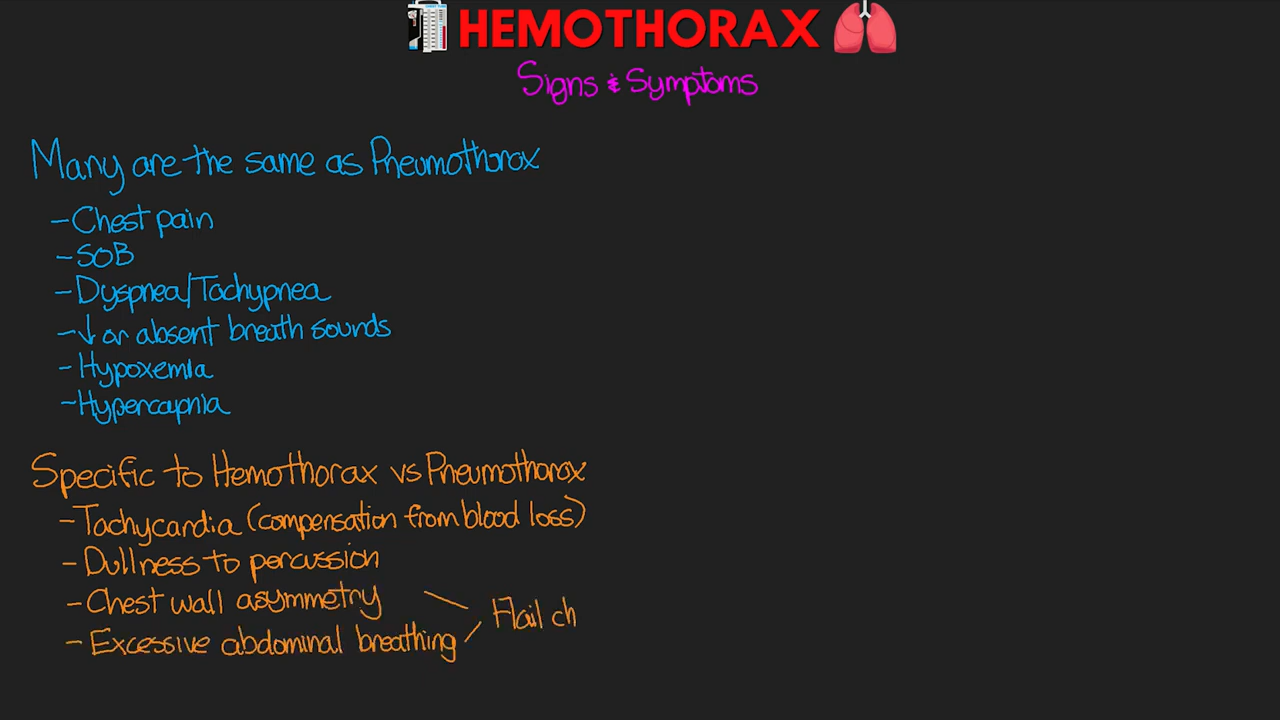 HEMOTHORAX
Signs & Symptoms
Many are the same as Pneumothorax
- Chest pain
- SOB
- Dyspnea/Tachypnea
- ↓ or absent breath sounds
- Hypoxemia
- Hypercapnia
Specific to Hemothorax vs Pneumothorax
- Tachycardia (compensation from blood loss)
- Dullness to percussion
- Chest wall asymmetry
- Excessive abdominal breathing
Flail ch